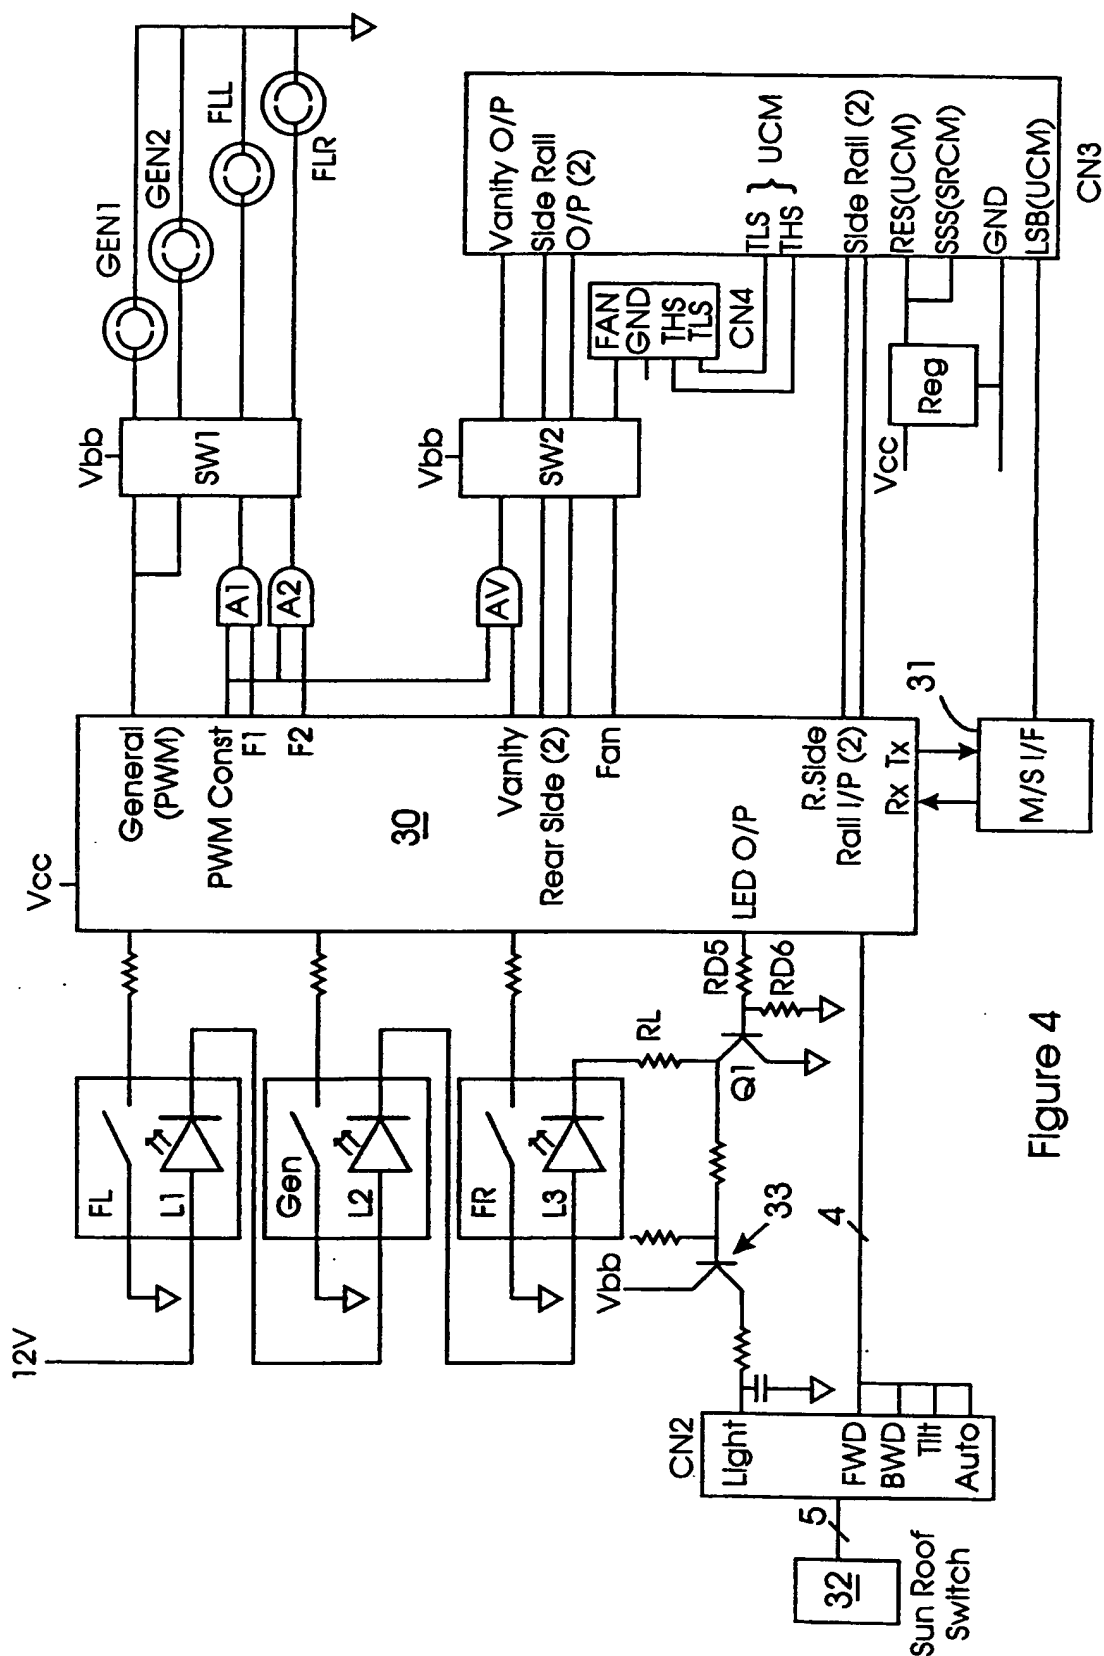 12V
FL
L1
Gen
L2
FR
L3
Vbb
33
RL
Q1
RD5
RD6
4
CN2
Light
FWD
BWD
Tilt
Auto
5
32
Sun Roof
Switch
Vcc
30
General
(PWM)
PWM Const
F1
F2
Vanity
Rear Side (2)
Fan
LED O/P
R.Side
Rail I/P (2)
Rx Tx
31
M/S I/F
A1
A2
AV
Vbb
SW1
Vbb
SW2
GEN1
GEN2
FLL
FLR
FAN
GND
THS
TLS
CN4
Vcc
Reg
Vanity O/P
Side Rail
O/P (2)
TLS
THS
} UCM
Side Rail (2)
RES(UCM)
SSS(SRCM)
GND
LSB(UCM)
CN3
Figure 4